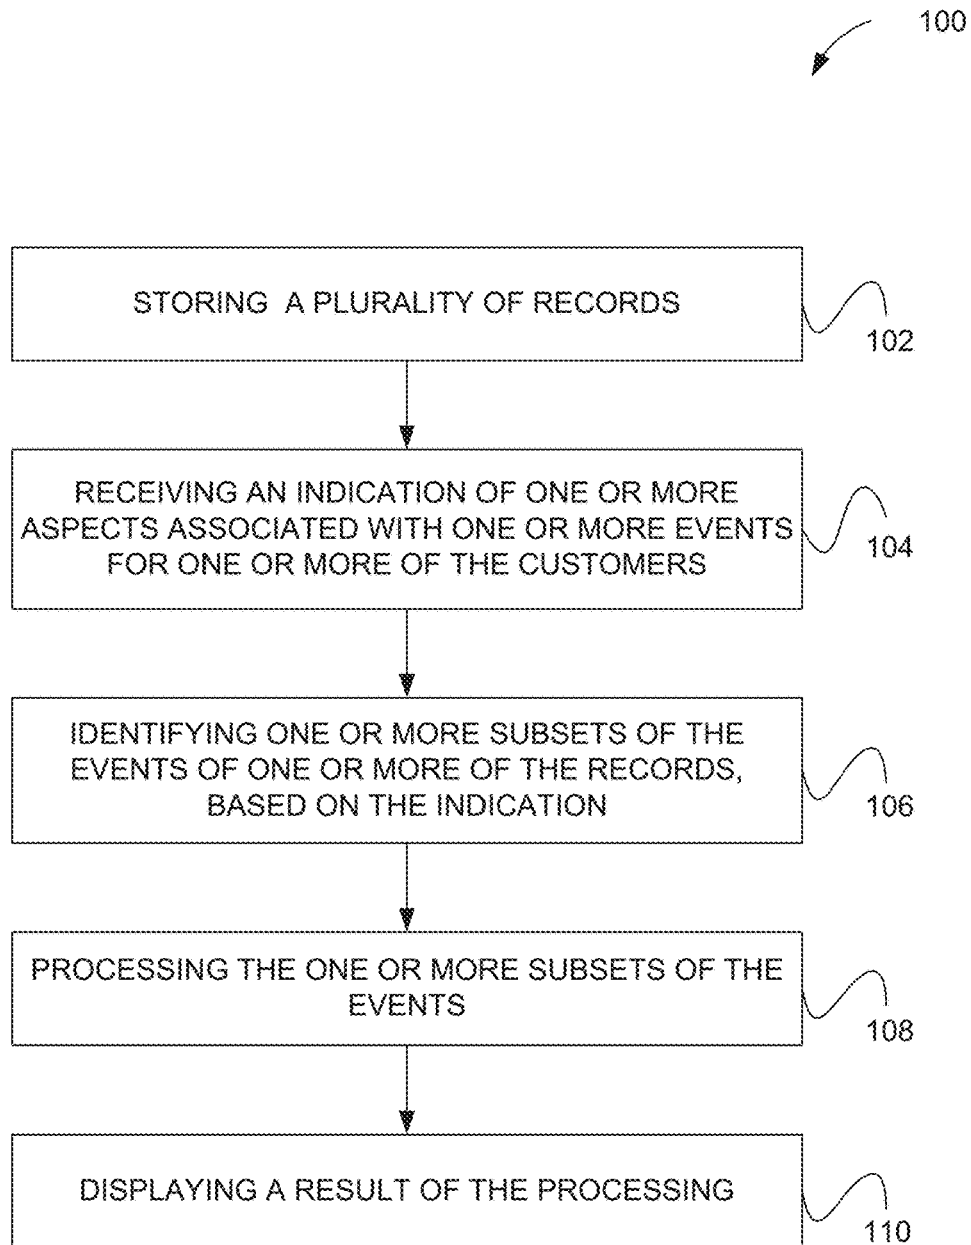 100
STORING A PLURALITY OF RECORDS
102
RECEIVING AN INDICATION OF ONE OR MORE
ASPECTS ASSOCIATED WITH ONE OR MORE EVENTS
FOR ONE OR MORE OF THE CUSTOMERS
104
IDENTIFYING ONE OR MORE SUBSETS OF THE
EVENTS OF ONE OR MORE OF THE RECORDS,
BASED ON THE INDICATION
106
PROCESSING THE ONE OR MORE SUBSETS OF THE
EVENTS
108
DISPLAYING A RESULT OF THE PROCESSING
110